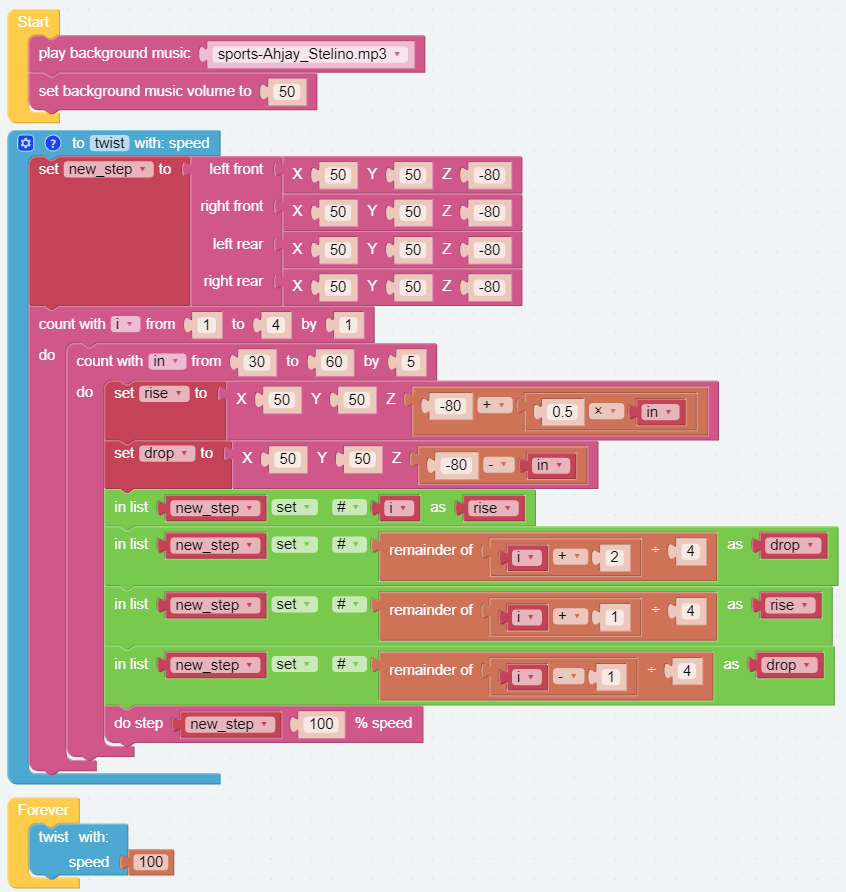 Start
play background music sports-Ahjay_Stelino.mp3
set background music volume to 50
? to twist with: speed
set new_step to left front X 50 Y 50 Z -80
right front X 50 Y 50 Z -80
left rear X 50 Y 50 Z -80
right rear X 50 Y 50 Z -80
count with i from 1 to 4 by 1
do count with in from 30 to 60 by 5
do set rise to X 50 Y 50 Z -80 + 0.5 × in
set drop to X 50 Y 50 Z -80 - in
in list new_step set # i as rise
in list new_step set # remainder of i + 2 ÷ 4 as drop
in list new_step set # remainder of i + 1 ÷ 4 as rise
in list new_step set # remainder of i - 1 ÷ 4 as drop
do step new_step 100 % speed
Forever
twist with:
speed 100